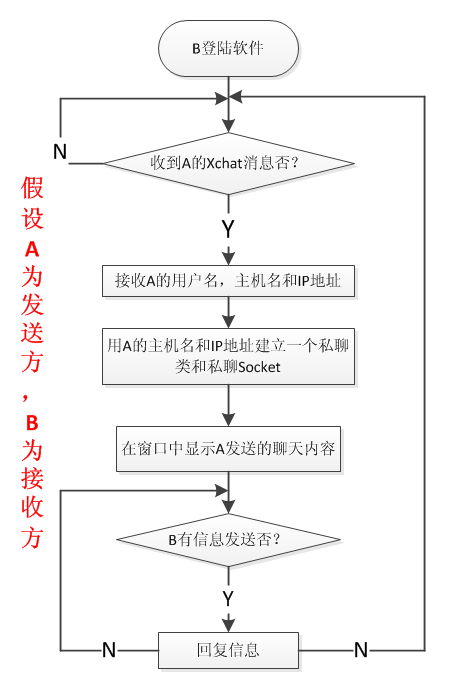 B登陆软件
N
收到A的Xchat消息否?
Y
接收A的用户名，主机名和IP地址
用A的主机名和IP地址建立一个私聊
类和私聊Socket
在窗口中显示A发送的聊天内容
B有信息发送否?
Y
N
回复信息
N
假
设
A
为
发
送
方
，
B
为
接
收
方